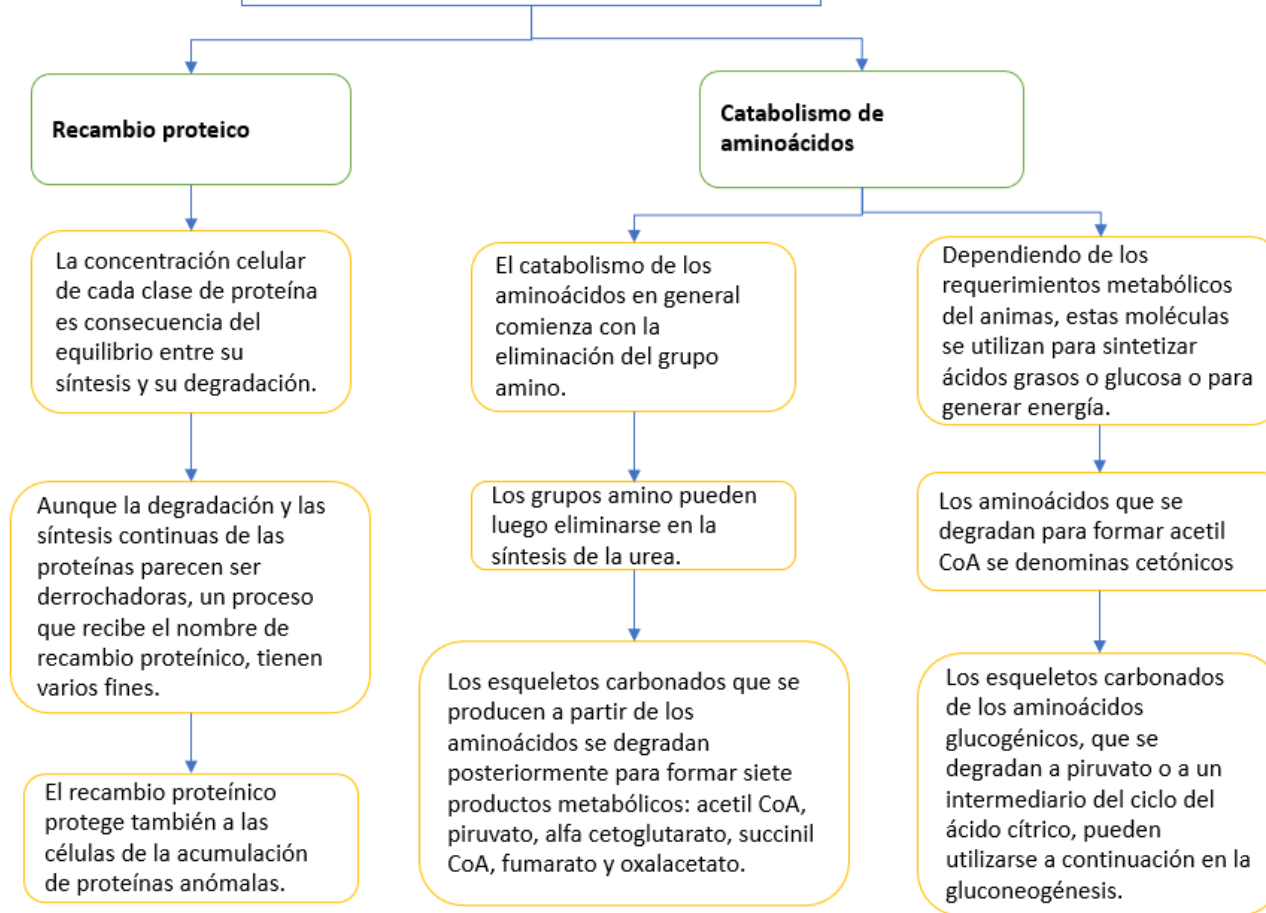 Recambio proteico
Catabolismo de
aminoácidos
La concentración celular
de cada clase de proteína
es consecuencia del
equilibrio entre su
síntesis y su degradación.
El catabolismo de los
aminoácidos en general
comienza con la
eliminación del grupo
amino.
Dependiendo de los
requerimientos metabólicos
del animas, estas moléculas
se utilizan para sintetizar
ácidos grasos o glucosa o para
generar energía.
Aunque la degradación y las
síntesis continuas de las
proteínas parecen ser
derrochadoras, un proceso
que recibe el nombre de
recambio proteínico, tienen
varios fines.
Los grupos amino pueden
luego eliminarse en la
síntesis de la urea.
Los aminoácidos que se
degradan para formar acetil
CoA se denominas cetónicos
El recambio proteínico
protege también a las
células de la acumulación
de proteínas anómalas.
Los esqueletos carbonados que se
producen a partir de los
aminoácidos se degradan
posteriormente para formar siete
productos metabólicos: acetil CoA,
piruvato, alfa cetoglutarato, succinil
CoA, fumarato y oxalacetato.
Los esqueletos carbonados
de los aminoácidos
glucogénicos, que se
degradan a piruvato o a un
intermediario del ciclo del
ácido cítrico, pueden
utilizarse a continuación en la
gluconeogénesis.